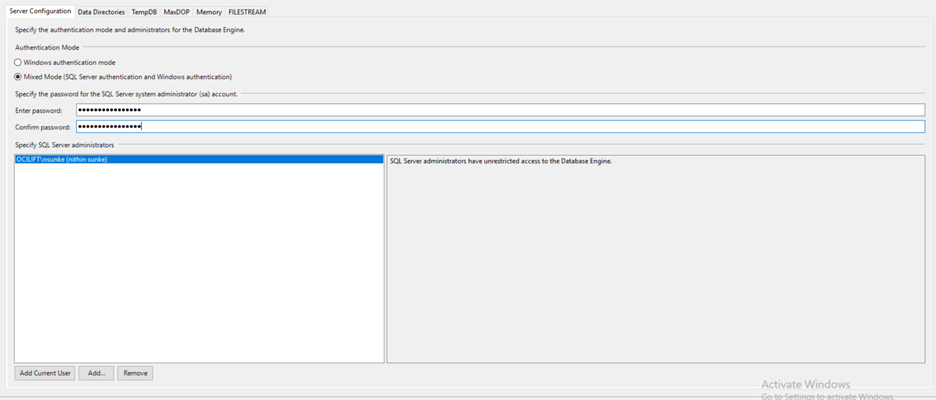 Server Configuration Data Directories TempDB MaxDOP Memory FILESTREAM
Specify the authentication mode and administrators for the Database Engine.
Authentication Mode
Windows authentication mode
Mixed Mode (SQL Server authentication and Windows authentication)
Specify the password for the SQL Server system administrator (sa) account.
Enter password: ●●●●●●●●●●●●●●●●
Confirm password: ●●●●●●●●●●●●●●●●
Specify SQL Server administrators
OCILIFT\nsunke (nithin sunke)
SQL Server administrators have unrestricted access to the Database Engine.
Add Current User Add... Remove
Activate Windows
Go to Settings to activate Windows.